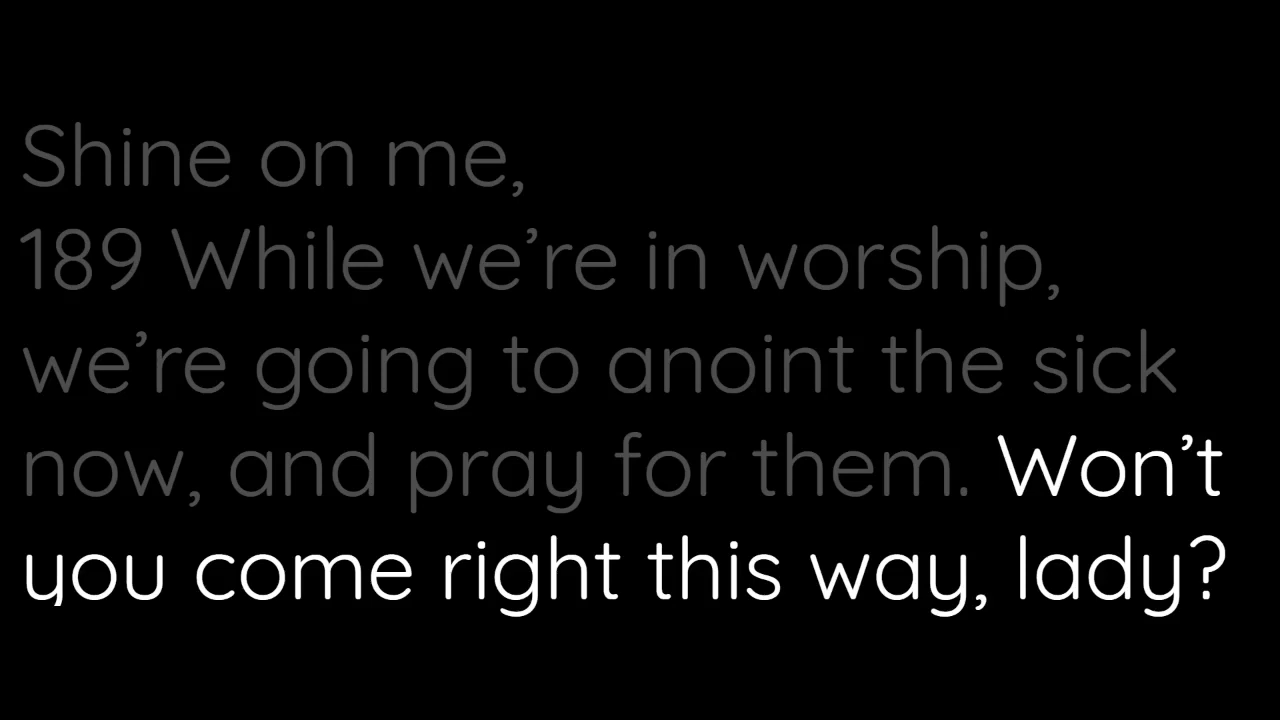 Shine on me,
189 While we’re in worship,
we’re going to anoint the sick
now, and pray for them. Won’t
you come right this way, lady?